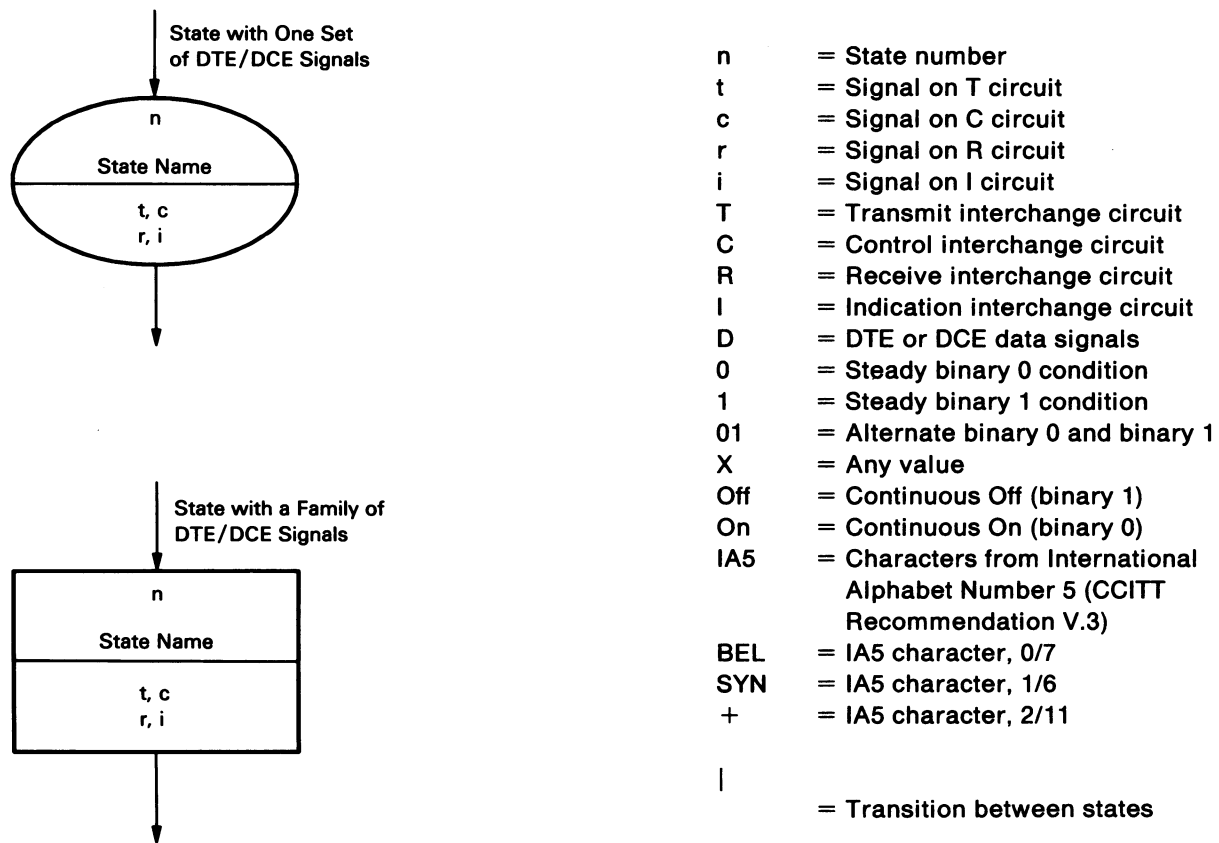 State with One Set
of DTE/DCE Signals
n
State Name
t, c
r, i
State with a Family of
DTE/DCE Signals
n
State Name
t, c
r, i
n = State number
t = Signal on T circuit
c = Signal on C circuit
r = Signal on R circuit
i = Signal on I circuit
T = Transmit interchange circuit
C = Control interchange circuit
R = Receive interchange circuit
I = Indication interchange circuit
D = DTE or DCE data signals
0 = Steady binary 0 condition
1 = Steady binary 1 condition
01 = Alternate binary 0 and binary 1
X = Any value
Off = Continuous Off (binary 1)
On = Continuous On (binary 0)
IA5 = Characters from International
Alphabet Number 5 (CCITT
Recommendation V.3)
BEL = IA5 character, 0/7
SYN = IA5 character, 1/6
+ = IA5 character, 2/11
|
= Transition between states